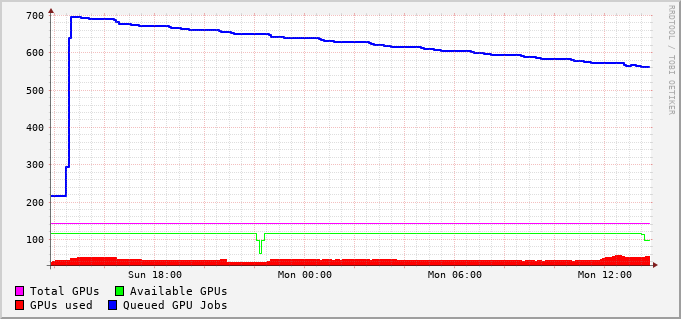 700
600
500
400
300
200
100
Sun 18:00 Mon 00:00 Mon 06:00 Mon 12:00
Total GPUs Available GPUs
GPUs used Queued GPU Jobs
RRDTOOL / TOBI OETIKER